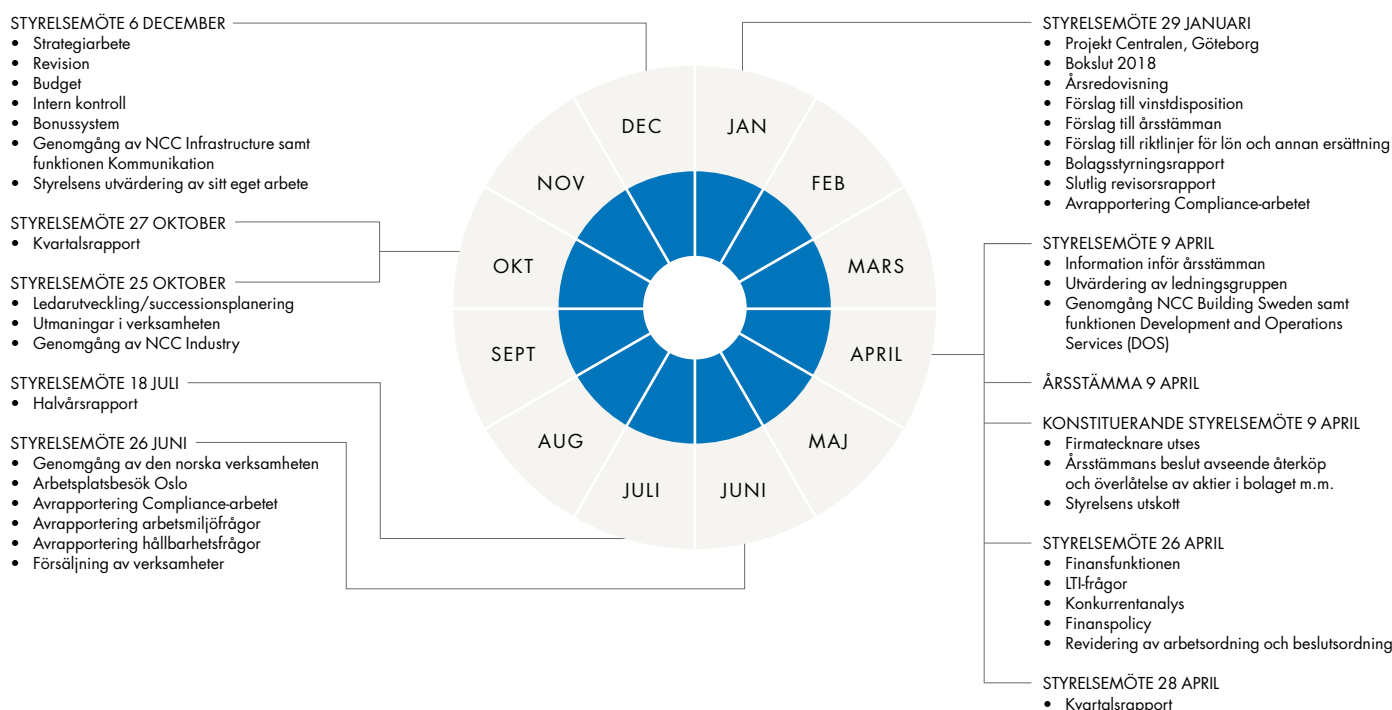 STYRELSEMÖTE 6 DECEMBER
• Strategiarbete
• Revision
• Budget
• Intern kontroll
• Bonussystem
• Genomgång av NCC Infrastructure samt
funktionen Kommunikation
• Styrelsens utvärdering av sitt eget arbete
STYRELSEMÖTE 27 OKTOBER
• Kvartalsrapport
STYRELSEMÖTE 25 OKTOBER
• Ledarutveckling/successionsplanering
• Utmaningar i verksamheten
• Genomgång av NCC Industry
STYRELSEMÖTE 18 JULI
• Halvårsrapport
STYRELSEMÖTE 26 JUNI
• Genomgång av den norska verksamheten
• Arbetsplatsbesök Oslo
• Avrapportering Compliance-arbetet
• Avrapportering arbetsmiljöfrågor
• Avrapportering hållbarhetsfrågor
• Försäljning av verksamheter
JAN
FEB
MARS
APRIL
MAJ
JUNI
JULI
AUG
SEPT
OKT
NOV
DEC
STYRELSEMÖTE 29 JANUARI
• Projekt Centralen, Göteborg
• Bokslut 2018
• Årsredovisning
• Förslag till vinstdisposition
• Förslag till årsstämman
• Förslag till riktlinjer för lön och annan ersättning
• Bolagsstyrningsrapport
• Slutlig revisorsrapport
• Avrapportering Compliance-arbetet
STYRELSEMÖTE 9 APRIL
• Information inför årsstämman
• Utvärdering av ledningsgruppen
• Genomgång NCC Building Sweden samt
funktionen Development and Operations
Services (DOS)
ÅRSSTÄMMA 9 APRIL
KONSTITUERANDE STYRELSEMÖTE 9 APRIL
• Firmatecknare utses
• Årsstämmans beslut avseende återköp
och överlåtelse av aktier i bolaget m.m.
• Styrelsens utskott
STYRELSEMÖTE 26 APRIL
• Finansfunktionen
• LTI-frågor
• Konkurrentanalys
• Finanspolicy
• Revidering av arbetsordning och beslutsordning
STYRELSEMÖTE 28 APRIL
• Kvartalsrapport